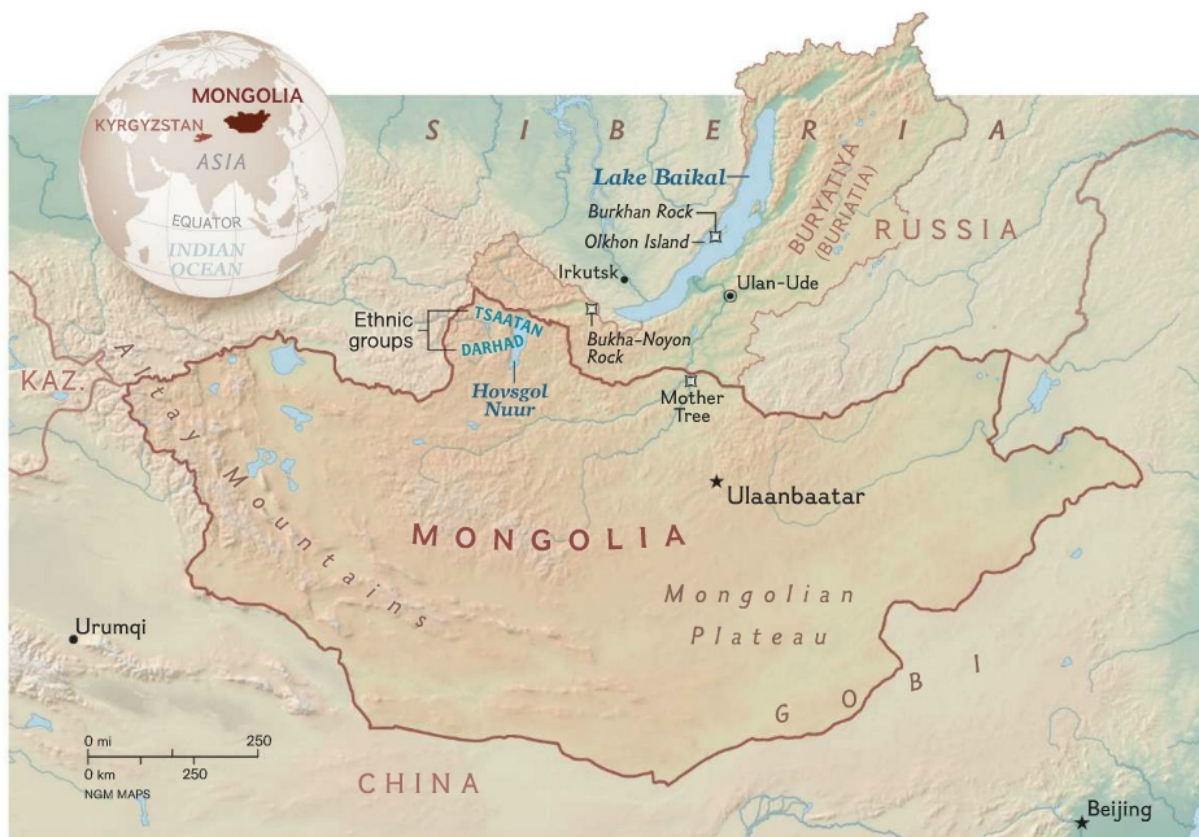 MONGOLIA
KYRGYZSTAN
ASIA
EQUATOR
INDIAN
OCEAN
SIBERIA
Lake Baikal
Burkhan Rock
Olkhon Island
BURYATIYA
(BURIATIA)
RUSSIA
Irkutsk
Ulan-Ude
Ethnic
groups
TSAATAN
DARHAD
Bukha-Noyon
Rock
Hovsgol
Nuur
Mother
Tree
KAZ.
Altay Mountains
Ulaanbaatar
MONGOLIA
Mongolian
Plateau
Urumqi
GOBI
0 mi 250
0 km 250
NGM MAPS
CHINA
Beijing